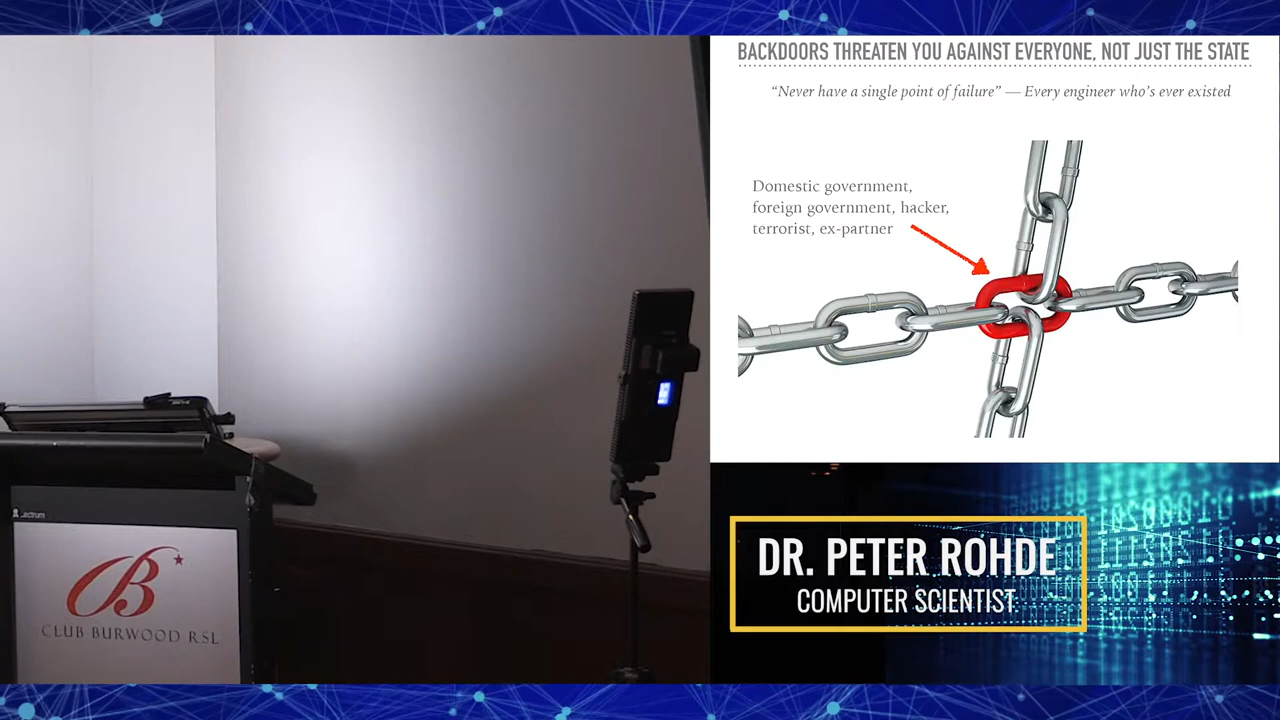 BACKDOORS THREATEN YOU AGAINST EVERYONE, NOT JUST THE STATE
“Never have a single point of failure” — Every engineer who’s ever existed
Domestic government,
foreign government, hacker,
terrorist, ex-partner
Lectrum
B
CLUB BURWOOD RSL
DR. PETER ROHDE
COMPUTER SCIENTIST